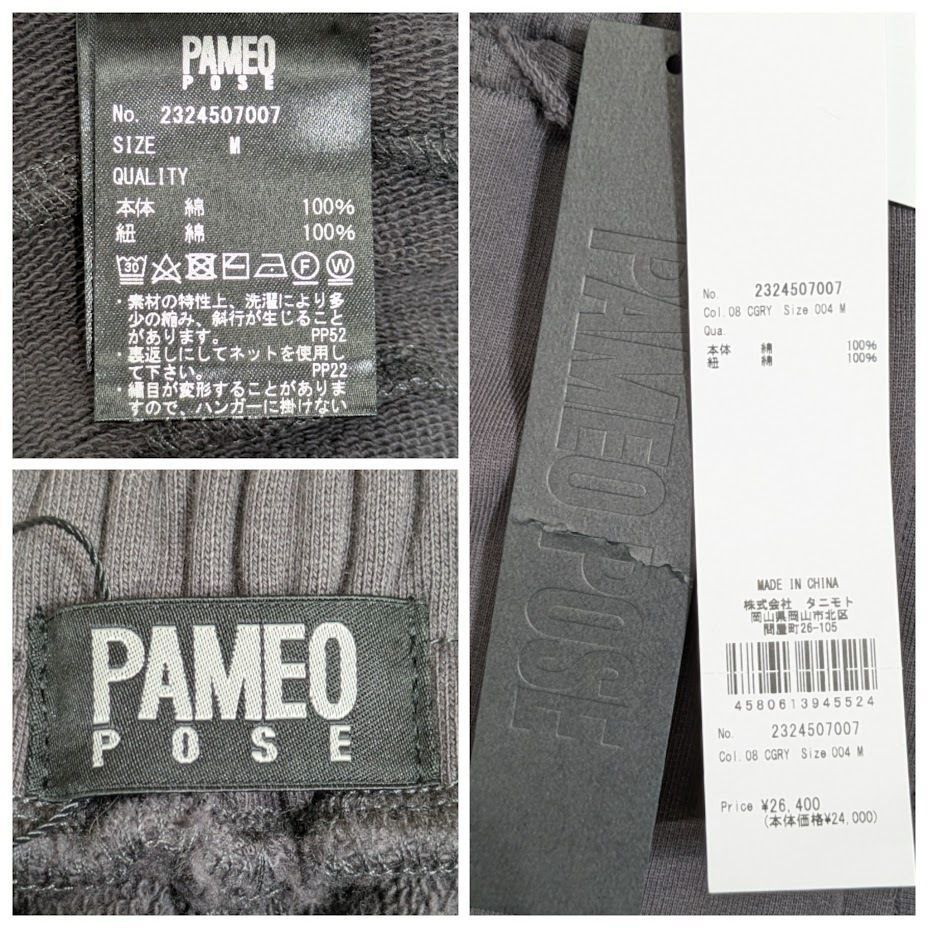 PAMEO
POSE
No. 2324507007
SIZE M
QUALITY
本体 綿 100%
紐 綿 100%
30
F W
・素材の特性上、洗濯により多
少の縮み、斜行が生じること
があります。 PP52
・裏返しにしてネットを使用し
て下さい。 PP22
・編目が変形することがありま
すので、ハンガーに掛けない
PAMEO
POSE
PAMEO POSE
No. 2324507007
Col.08 CGRY Size 004 M
Qua.
本体 綿 100%
紐 綿 100%
MADE IN CHINA
株式会社 タニモト
岡山県岡山市北区
問屋町26-105
4580613945524
No. 2324507007
Col.08 CGRY Size 004 M
Price ¥26,400
(本体価格¥24,000)